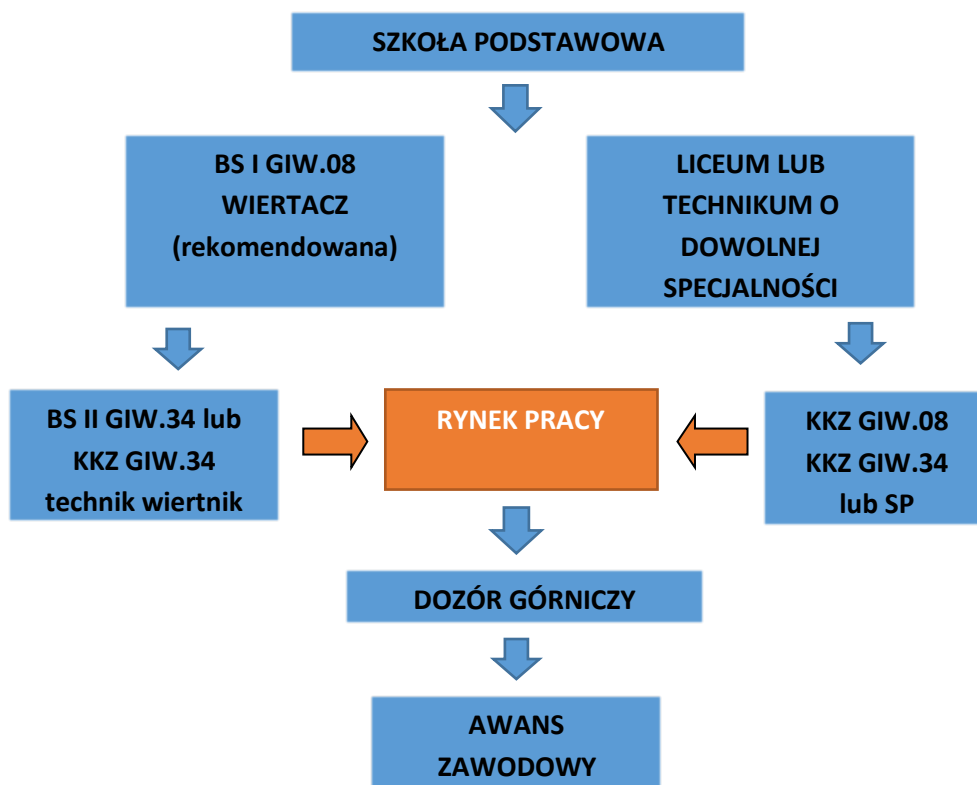 SZKOŁA PODSTAWOWA
BS I GIW.08
WIERTACZ
(rekomendowana)
LICEUM LUB
TECHNIKUM O
DOWOLNEJ
SPECJALNOŚCI
BS II GIW.34 lub
KKZ GIW.34
technik wiertnik
RYNEK PRACY
KKZ GIW.08
KKZ GIW.34
lub SP
DOZÓR GÓRNICZY
AWANS
ZAWODOWY